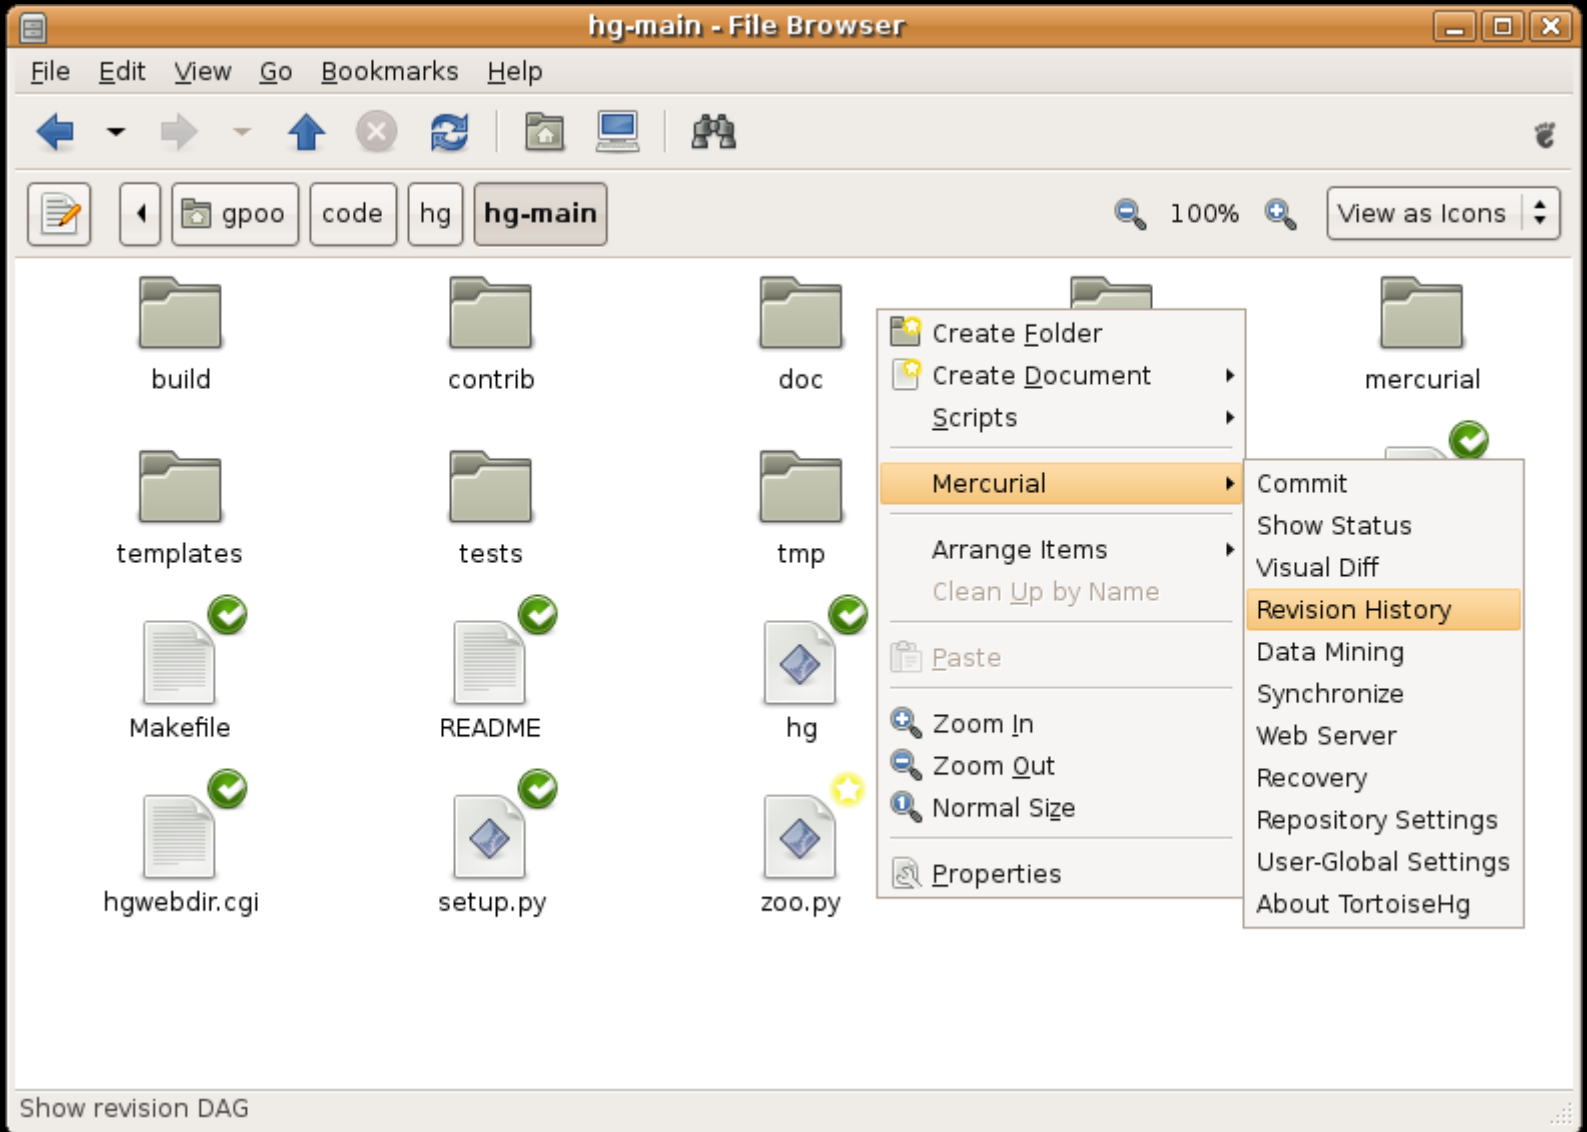 hg-main - File Browser
File Edit View Go Bookmarks Help
gpoo code hg hg-main 100% View as Icons
build contrib doc mercurial
templates tests tmp
Makefile README hg
hgwebdir.cgi setup.py zoo.py
Create Folder
Create Document
Scripts
Mercurial
Arrange Items
Clean Up by Name
Paste
Zoom In
Zoom Out
Normal Size
Properties
Commit
Show Status
Visual Diff
Revision History
Data Mining
Synchronize
Web Server
Recovery
Repository Settings
User-Global Settings
About TortoiseHg
Show revision DAG